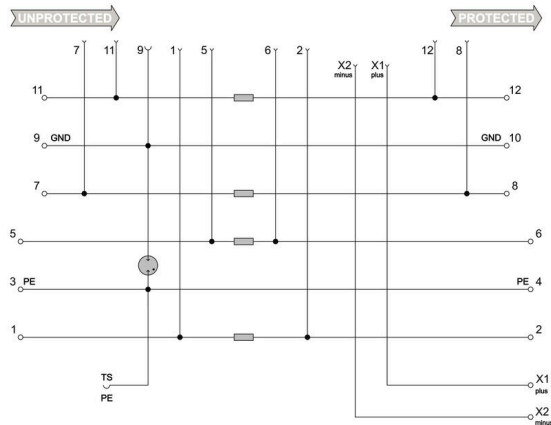 UNPROTECTED PROTECTED
7 11 9 1 5 6 2 12 8
X2 X1
minus plus
11 12
9 GND GND 10
7 8
5 6
3 PE PE 4
1 2
TS X1
plus
PE
X2
minus